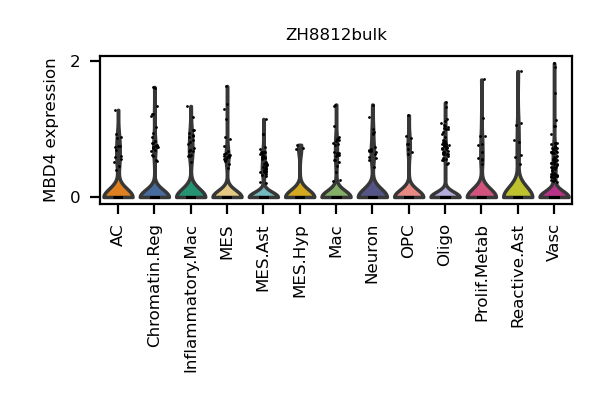 ZH8812bulk
MBD4 expression
2
0
AC
Chromatin.Reg
Inflammatory.Mac
MES
MES.Ast
MES.Hyp
Mac
Neuron
OPC
Oligo
Prolif.Metab
Reactive.Ast
Vasc